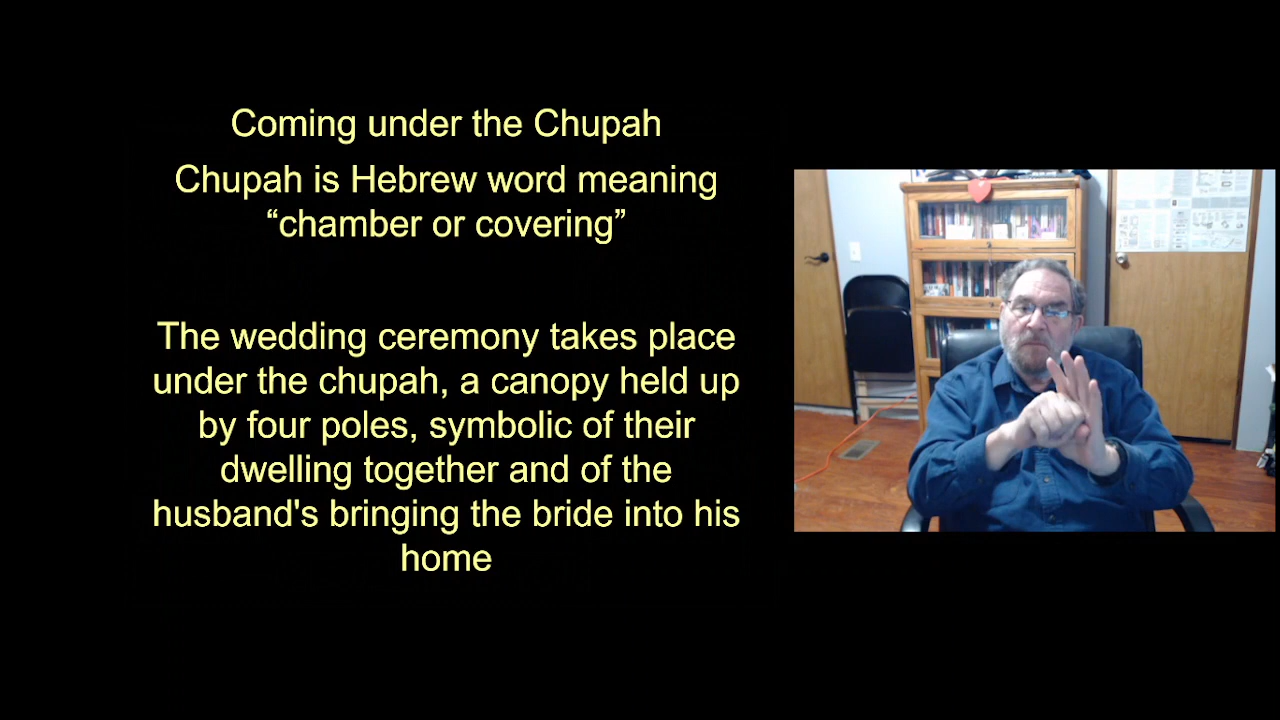 Coming under the Chupah
Chupah is Hebrew word meaning
“chamber or covering”
The wedding ceremony takes place
under the chupah, a canopy held up
by four poles, symbolic of their
dwelling together and of the
husband's bringing the bride into his
home